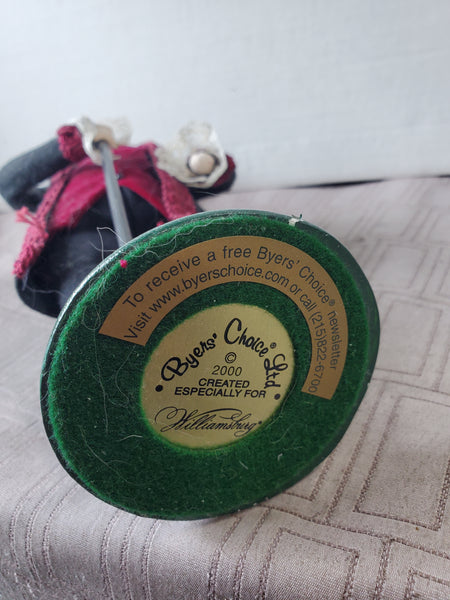 To receive a free Byers' Choice® newsletter
Visit www.byerschoice.com or call (215)822-6700
Byers' Choice® Ltd.
©
2000
CREATED
ESPECIALLY FOR
Williamsburg®